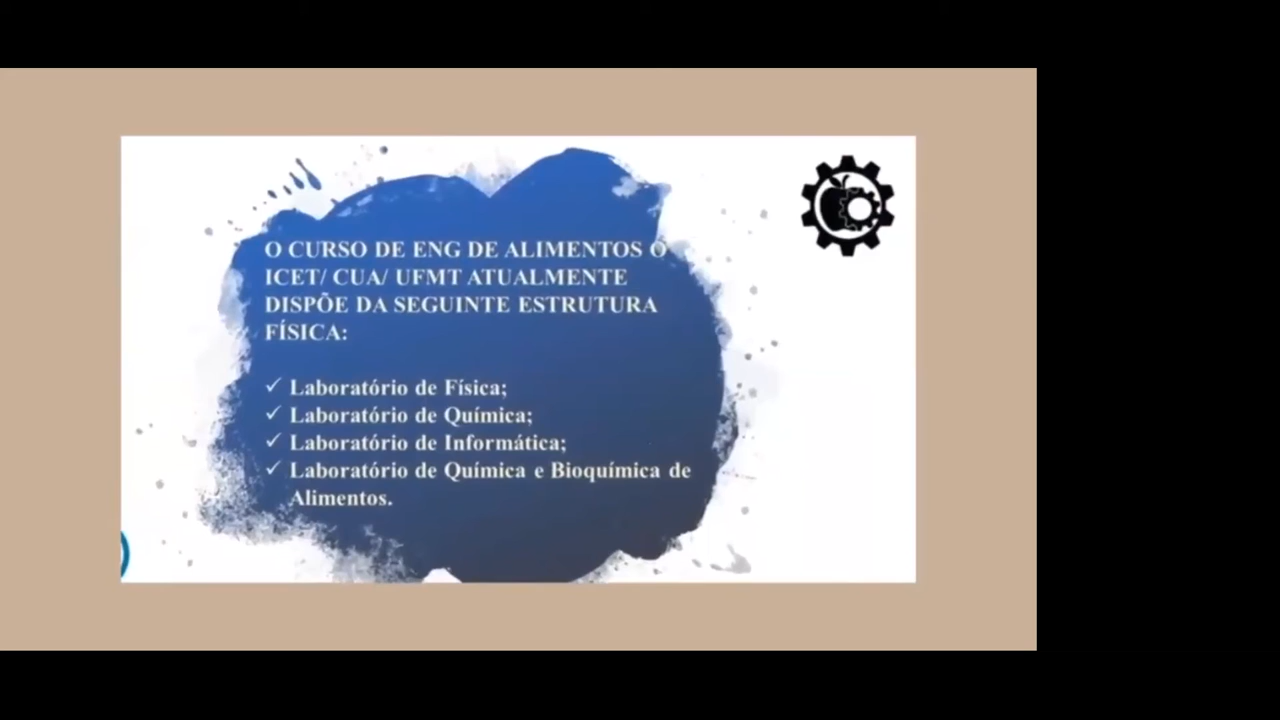 O CURSO DE ENG DE ALIMENTOS O
ICET/ CUA/ UFMT ATUALMENTE
DISPÕE DA SEGUINTE ESTRUTURA
FÍSICA:
✓ Laboratório de Física;
✓ Laboratório de Química;
✓ Laboratório de Informática;
✓ Laboratório de Química e Bioquímica de
Alimentos.